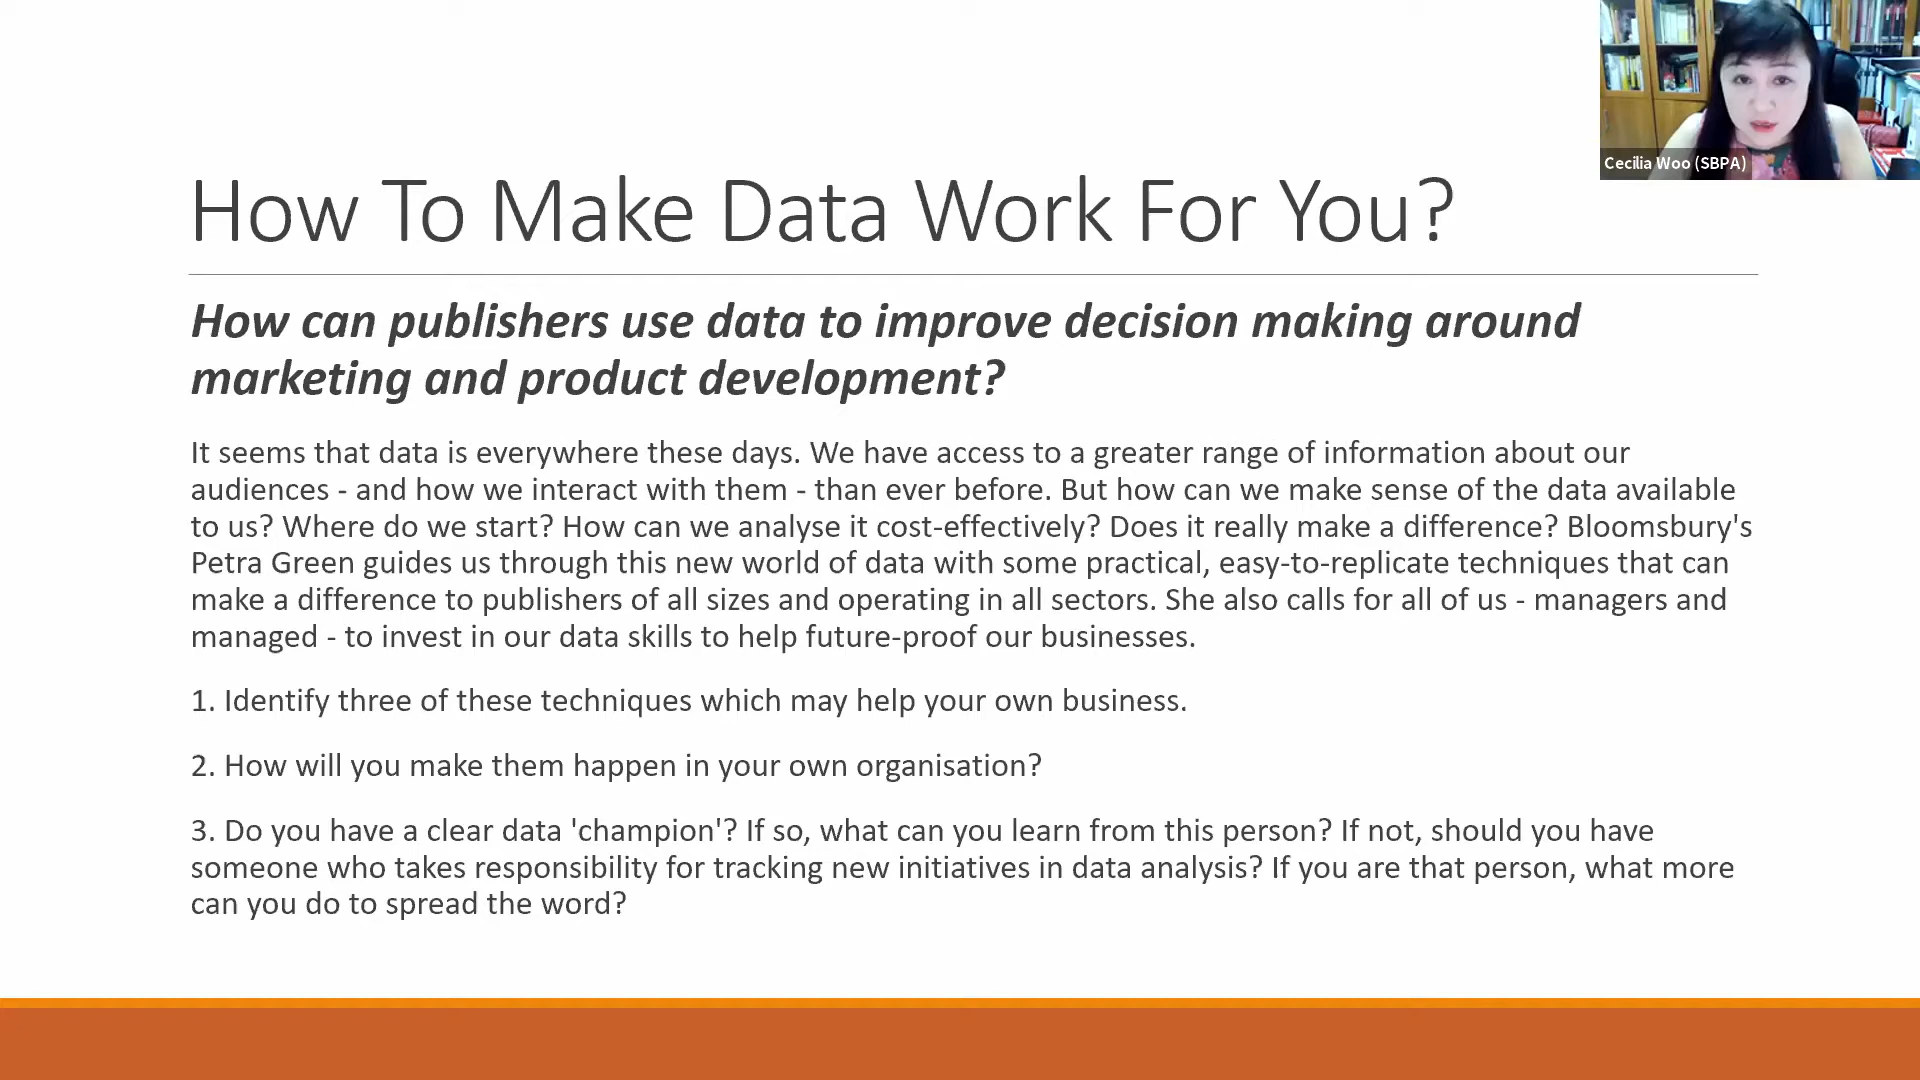 Cecilia Woo (SBPA)
How To Make Data Work For You?
How can publishers use data to improve decision making around
marketing and product development?
It seems that data is everywhere these days. We have access to a greater range of information about our
audiences - and how we interact with them - than ever before. But how can we make sense of the data available
to us? Where do we start? How can we analyse it cost-effectively? Does it really make a difference? Bloomsbury's
Petra Green guides us through this new world of data with some practical, easy-to-replicate techniques that can
make a difference to publishers of all sizes and operating in all sectors. She also calls for all of us - managers and
managed - to invest in our data skills to help future-proof our businesses.
1. Identify three of these techniques which may help your own business.
2. How will you make them happen in your own organisation?
3. Do you have a clear data 'champion'? If so, what can you learn from this person? If not, should you have
someone who takes responsibility for tracking new initiatives in data analysis? If you are that person, what more
can you do to spread the word?